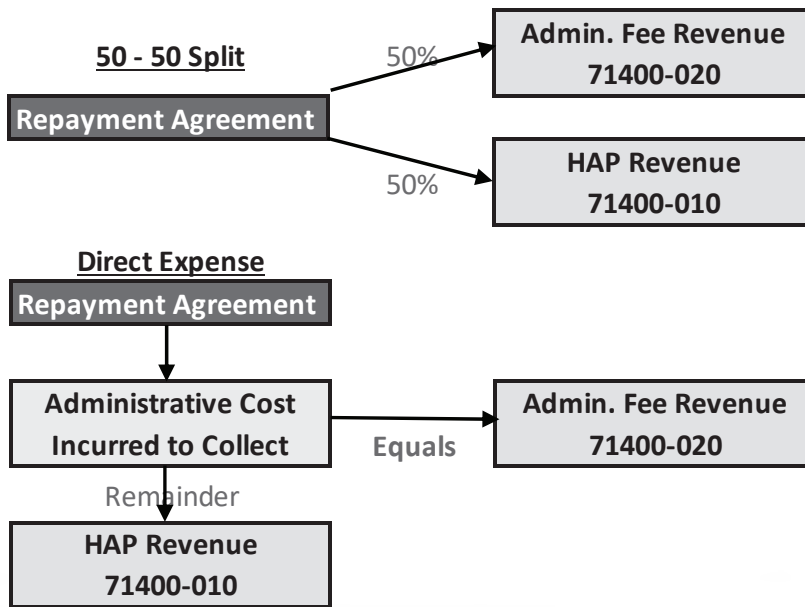 50 - 50 Split
50%
Admin. Fee Revenue
71400-020
Repayment Agreement
50%
HAP Revenue
71400-010
Direct Expense
Repayment Agreement
Administrative Cost
Incurred to Collect
Equals
Admin. Fee Revenue
71400-020
Remainder
HAP Revenue
71400-010